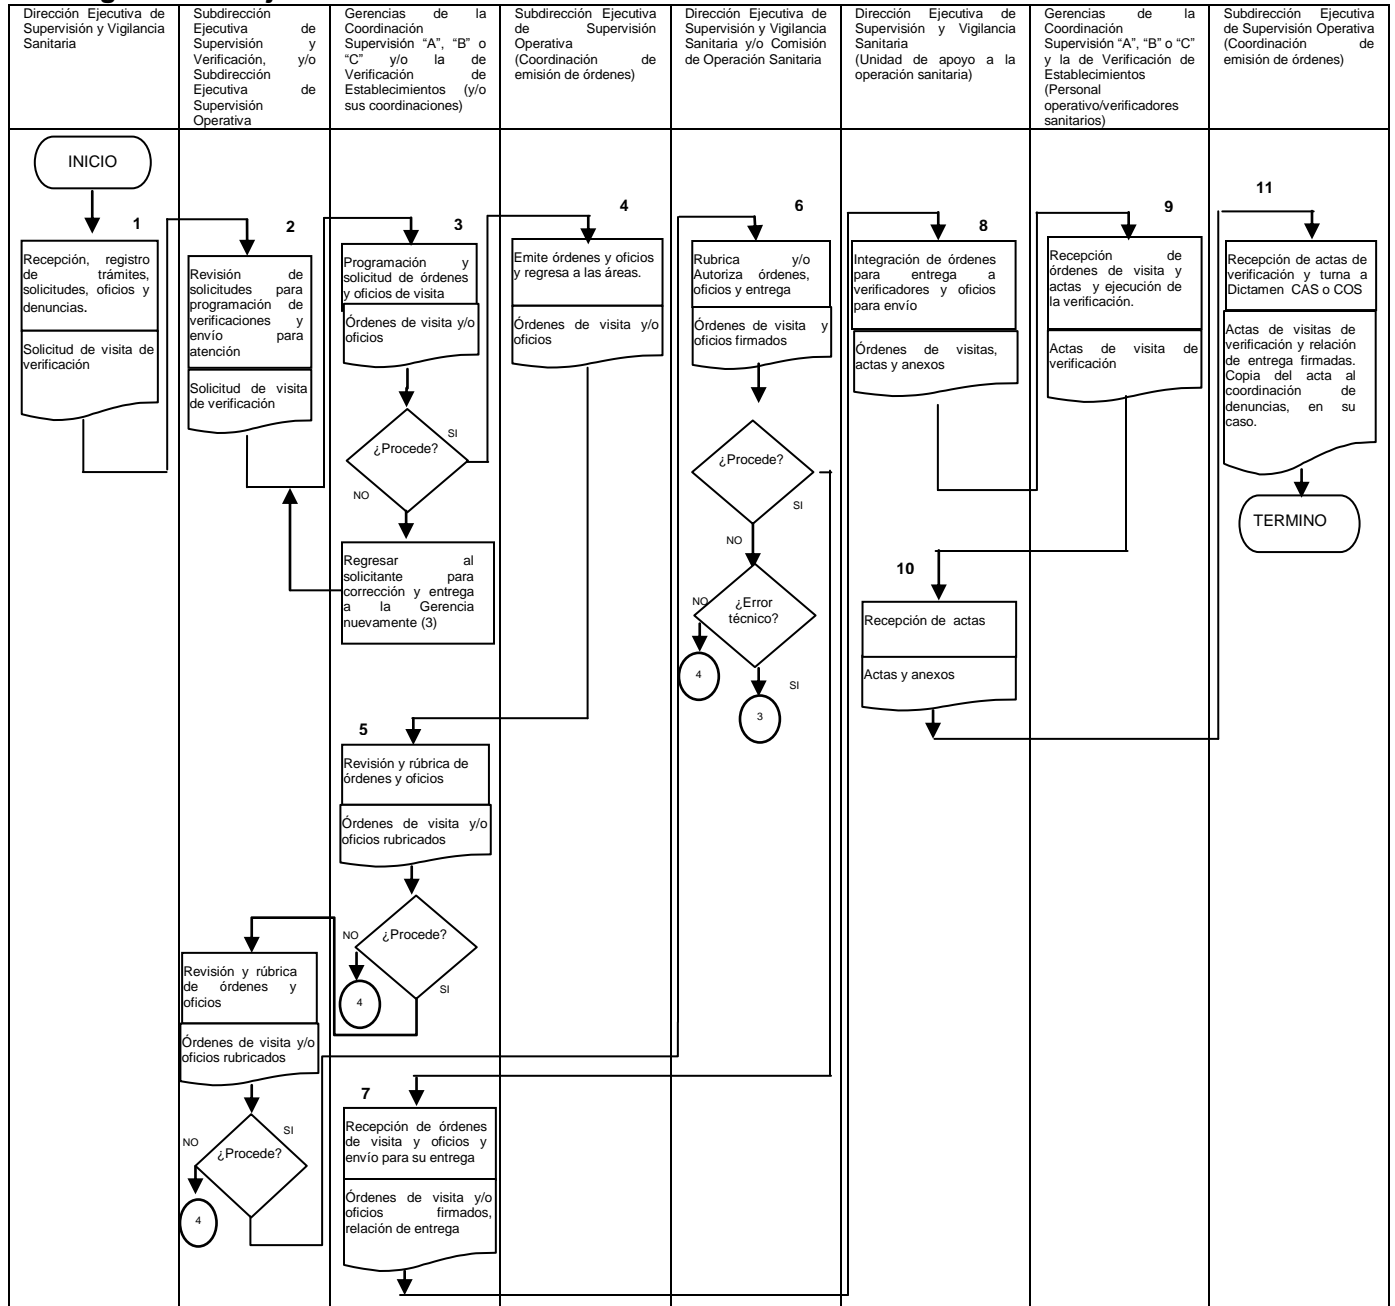 Dirección Ejecutiva de
Supervisión y Vigilancia
Sanitaria
Subdirección
Ejecutiva de
Supervisión y
Verificación, y/o
Subdirección
Ejecutiva de
Supervisión
Operativa
Gerencias de la
Coordinación
Supervisión “A”, “B” o
“C” y/o la de
Verificación de
Establecimientos (y/o
sus coordinaciones)
Subdirección Ejecutiva
de Supervisión
Operativa
(Coordinación de
emisión de órdenes)
Dirección Ejecutiva de
Supervisión y Vigilancia
Sanitaria y/o Comisión
de Operación Sanitaria
Dirección Ejecutiva de
Supervisión y Vigilancia
Sanitaria
(Unidad de apoyo a la
operación sanitaria)
Gerencias de la
Coordinación
Supervisión “A”, “B” o “C”
y la de Verificación de
Establecimientos
(Personal
operativo/verificadores
sanitarios)
Subdirección Ejecutiva
de Supervisión Operativa
(Coordinación de
emisión de órdenes)
INICIO
1
Recepción, registro
de trámites,
solicitudes, oficios y
denuncias.
Solicitud de visita de
verificación
2
Revisión de
solicitudes para
programación de
verificaciones y
envío para
atención
Solicitud de visita
de verificación
3
Programación y
solicitud de órdenes
y oficios de visita
Órdenes de visita y/o
oficios
¿Procede?
SI
NO
Regresar al
solicitante para
corrección y entrega
a la Gerencia
nuevamente (3)
4
Emite órdenes y oficios
y regresa a las áreas.
Órdenes de visita y/o
oficios
5
Revisión y rúbrica de
órdenes y oficios
Órdenes de visita y/o
oficios rubricados
¿Procede?
NO
SI
4
Revisión y rúbrica
de órdenes y
oficios
Órdenes de visita y/o
oficios rubricados
¿Procede?
SI
NO
4
6
Rubrica y/o
Autoriza órdenes,
oficios y entrega
Órdenes de visita y
oficios firmados
¿Procede?
SI
NO
¿Error
técnico?
NO
SI
4
3
7
Recepción de órdenes
de visita y oficios y
envío para su entrega
Órdenes de visita y/o
oficios firmados,
relación de entrega
8
Integración de órdenes
para entrega a
verificadores y oficios
para envío
Órdenes de visitas,
actas y anexos
9
Recepción de
órdenes de visita y
actas y ejecución de
la verificación.
Actas de visita de
verificación
10
Recepción de actas
Actas y anexos
11
Recepción de actas de
verificación y turna a
Dictamen CAS o COS
Actas de visitas de
verificación y relación
de entrega firmadas.
Copia del acta al
coordinación de
denuncias, en su
caso.
TERMINO